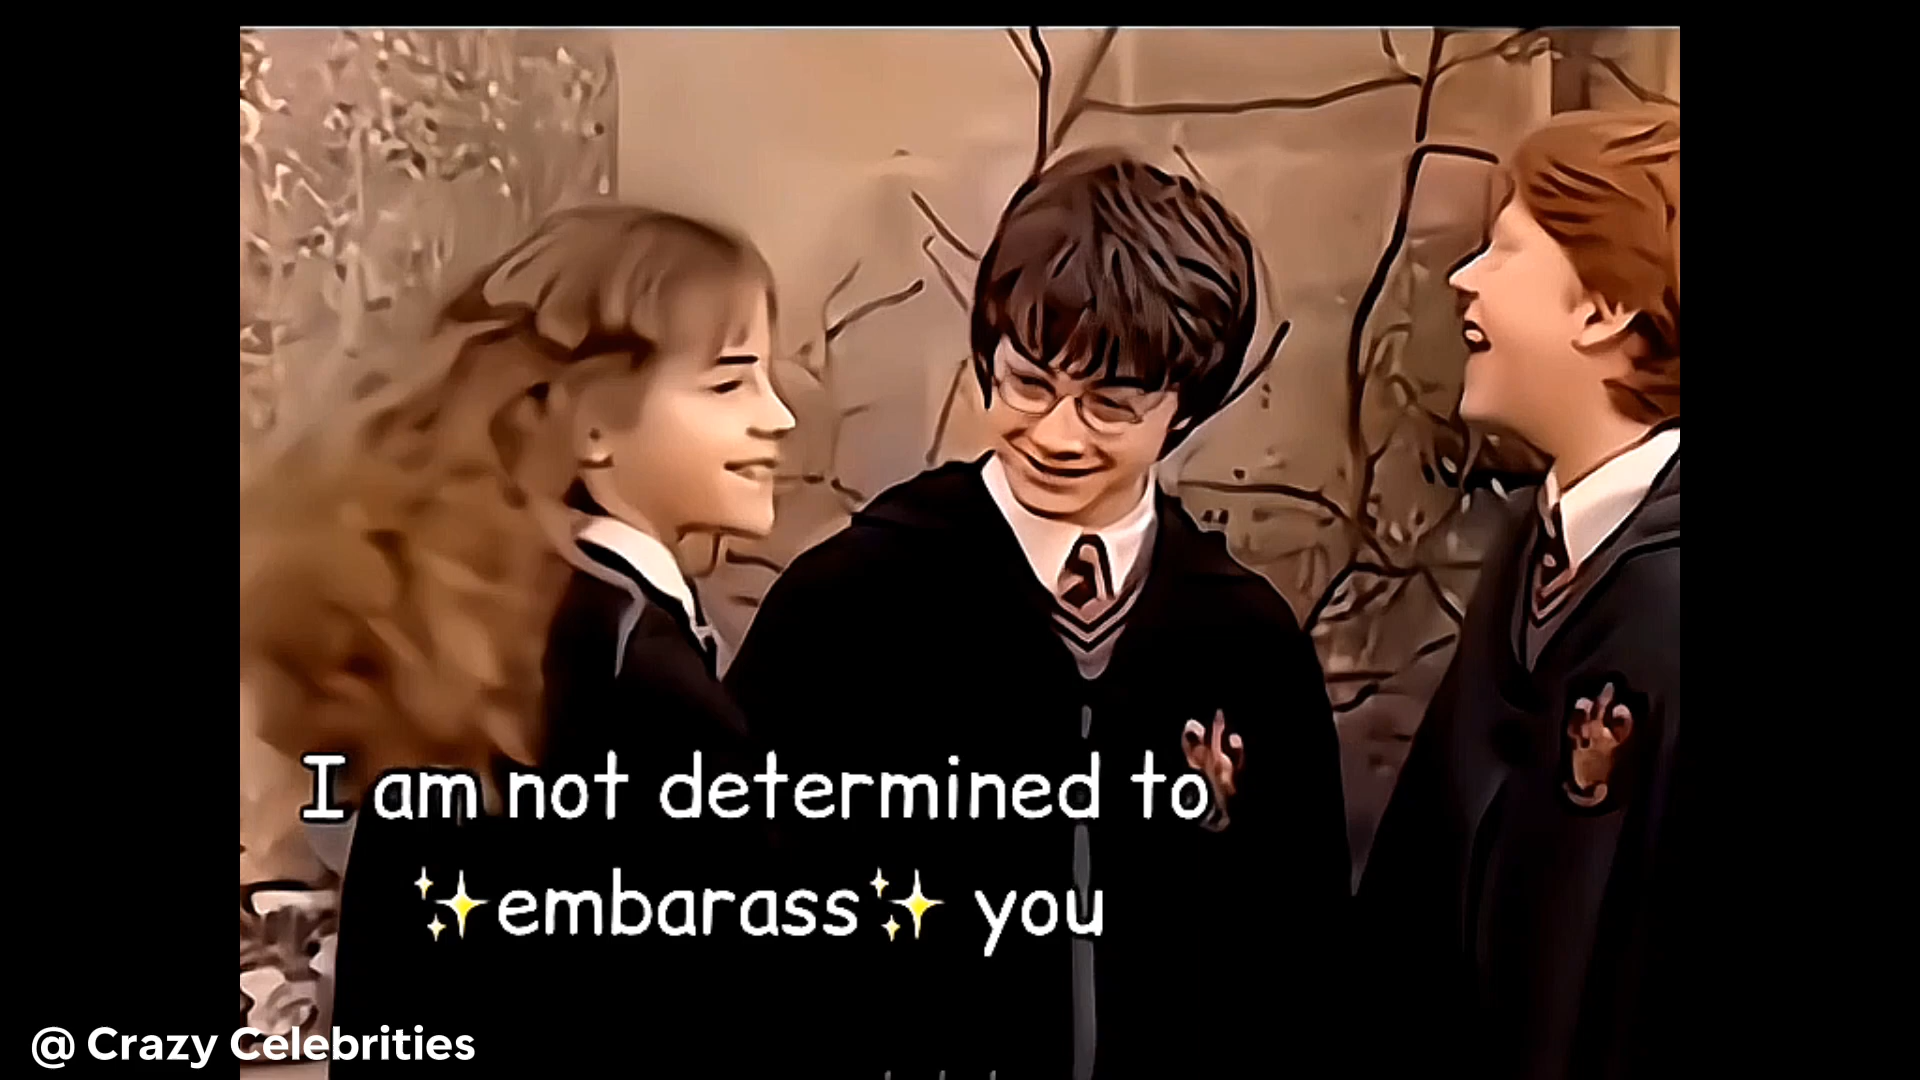 I am not determined to
✨embarass✨ you
@ Crazy Celebrities